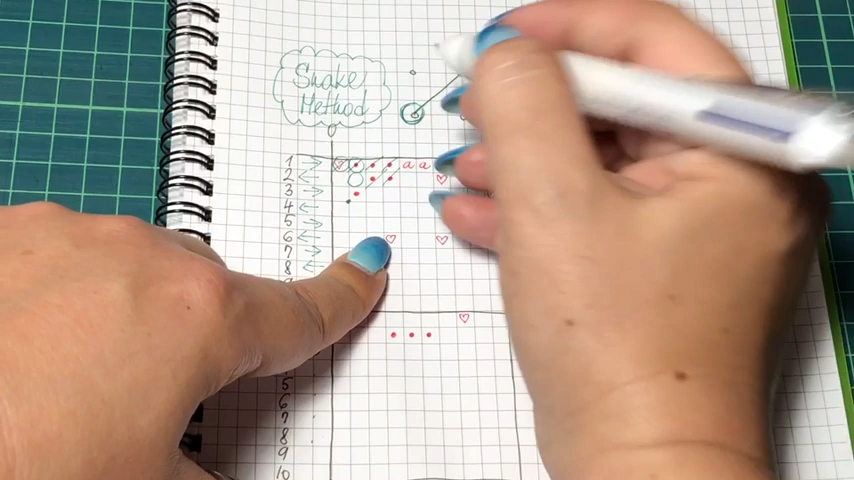 Snake
Method
1 → ♡ a a
2 ← ♡
3 →
4 ←
5 →
6 ← ♡ ♡
7 →
8 ←
♡
5
6
7
8
9
10